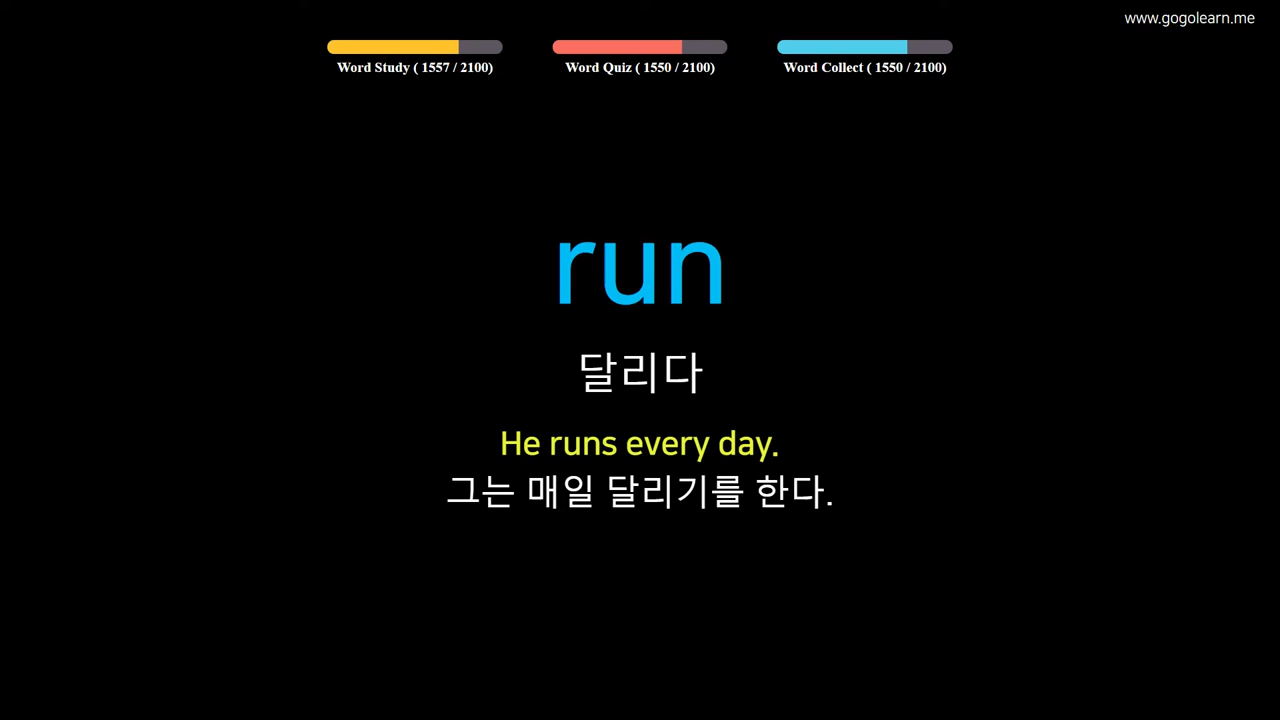 www.gogolearn.me
Word Study ( 1557 / 2100)
Word Quiz ( 1550 / 2100)
Word Collect ( 1550 / 2100)
run
달리다
He runs every day.
그는 매일 달리기를 한다.